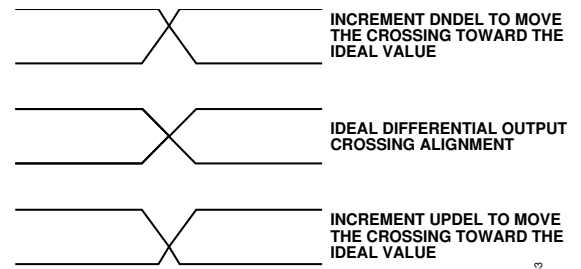 INCREMENT DNDEL TO MOVE
THE CROSSING TOWARD THE
IDEAL VALUE
IDEAL DIFFERENTIAL OUTPUT
CROSSING ALIGNMENT
INCREMENT UPDEL TO MOVE
THE CROSSING TOWARD THE
IDEAL VALUE
3